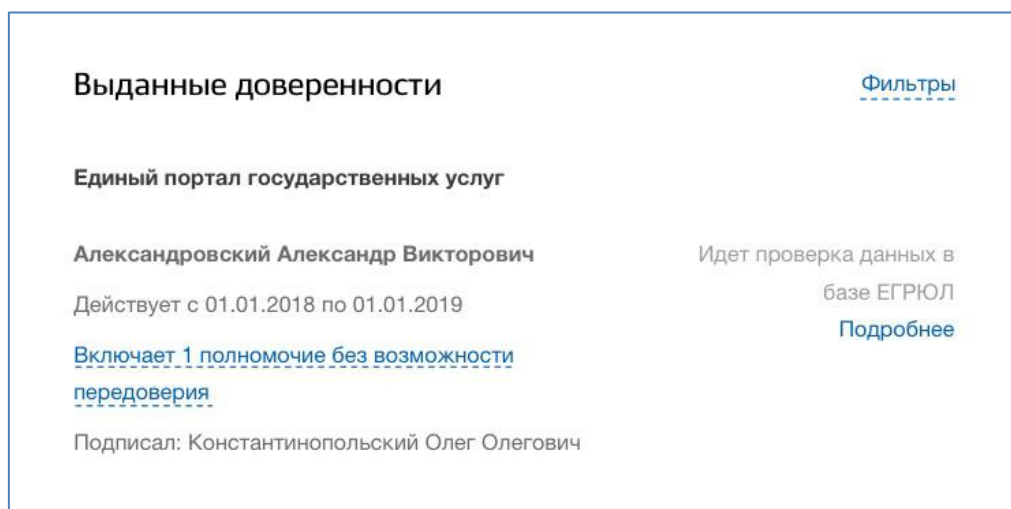 Выданные доверенности
Фильтры
Единый портал государственных услуг
Александровский Александр Викторович
Идет проверка данных в
базе ЕГРЮЛ
Подробнее
Действует с 01.01.2018 по 01.01.2019
Включает 1 полномочие без возможности
передоверия
Подписал: Константинопольский Олег Олегович